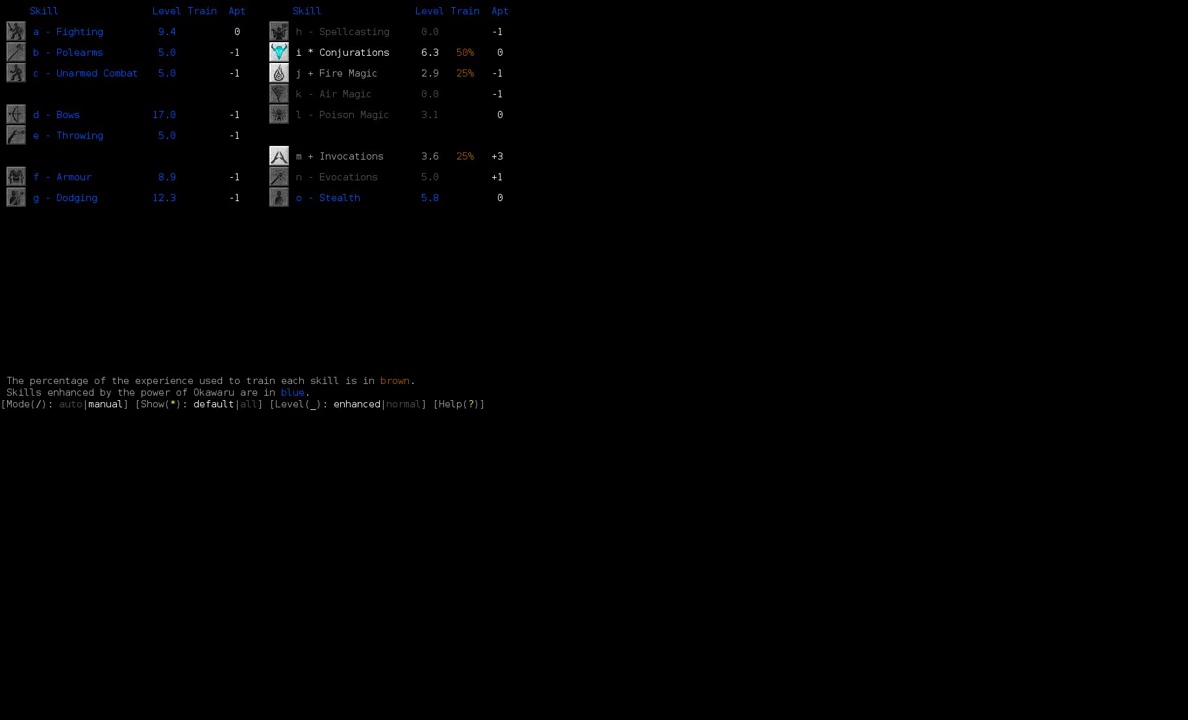 Skill Level Train Apt Skill Level Train Apt
a - Fighting 9.4 0 h - Spellcasting 0.0 -1
b - Polearms 5.0 -1 i * Conjurations 6.3 50% 0
c - Unarmed Combat 5.0 -1 j + Fire Magic 2.9 25% -1
k - Air Magic 0.0 -1
d - Bows 17.0 -1 l - Poison Magic 3.1 0
e - Throwing 5.0 -1
m + Invocations 3.6 25% +3
f - Armour 8.9 -1 n - Evocations 5.0 +1
g - Dodging 12.3 -1 o - Stealth 5.8 0
The percentage of the experience used to train each skill is in brown.
Skills enhanced by the power of Okawaru are in blue.
[Mode(/): auto|manual] [Show(*): default|all] [Level(_): enhanced|normal] [Help(?)]